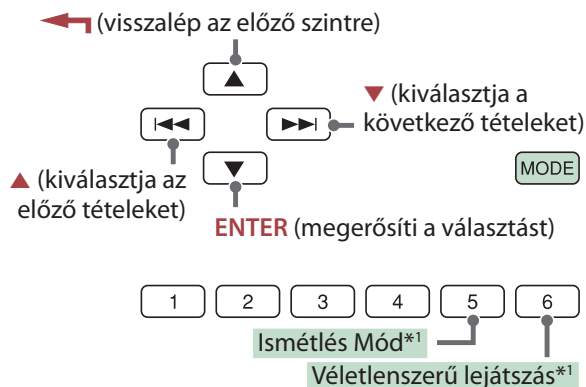 (visszalép az előző szintre)
▼ (kiválasztja a
következő tételeket)
▲ (kiválasztja az
előző tételeket)
MODE
ENTER (megerősíti a választást)
1 2 3 4 5 6
Ismétlés Mód*1
Véletlenszerű lejátszás*1